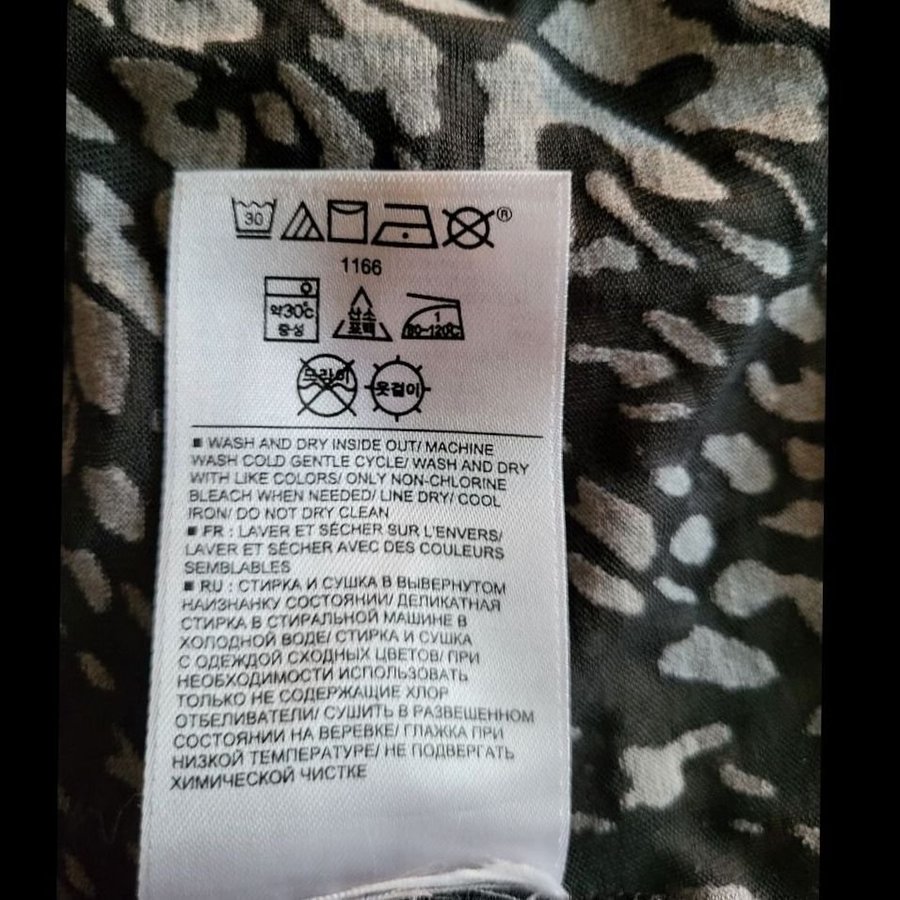 30 ®
1166
약30℃ 산소 1
중성 표백 80~120℃
드라이 옷걸이
■ WASH AND DRY INSIDE OUT/ MACHINE
WASH COLD GENTLE CYCLE/ WASH AND DRY
WITH LIKE COLORS/ ONLY NON-CHLORINE
BLEACH WHEN NEEDED/ LINE DRY/ COOL
IRON/ DO NOT DRY CLEAN
■ FR : LAVER ET SÉCHER SUR L'ENVERS/
LAVER ET SÉCHER AVEC DES COULEURS
SEMBLABLES
■ RU : СТИРКА И СУШКА В ВЫВЕРНУТОМ
НАИЗНАНКУ СОСТОЯНИИ/ ДЕЛИКАТНАЯ
СТИРКА В СТИРАЛЬНОЙ МАШИНЕ В
ХОЛОДНОЙ ВОДЕ/ СТИРКА И СУШКА
С ОДЕЖДОЙ СХОДНЫХ ЦВЕТОВ/ ПРИ
НЕОБХОДИМОСТИ ИСПОЛЬЗОВАТЬ
ТОЛЬКО НЕ СОДЕРЖАЩИЕ ХЛОР
ОТБЕЛИВАТЕЛИ/ СУШИТЬ В РАЗВЕШЕННОМ
СОСТОЯНИИ НА ВЕРЕВКЕ/ ГЛАЖКА ПРИ
НИЗКОЙ ТЕМПЕРАТУРЕ/ НЕ ПОДВЕРГАТЬ
ХИМИЧЕСКОЙ ЧИСТКЕ